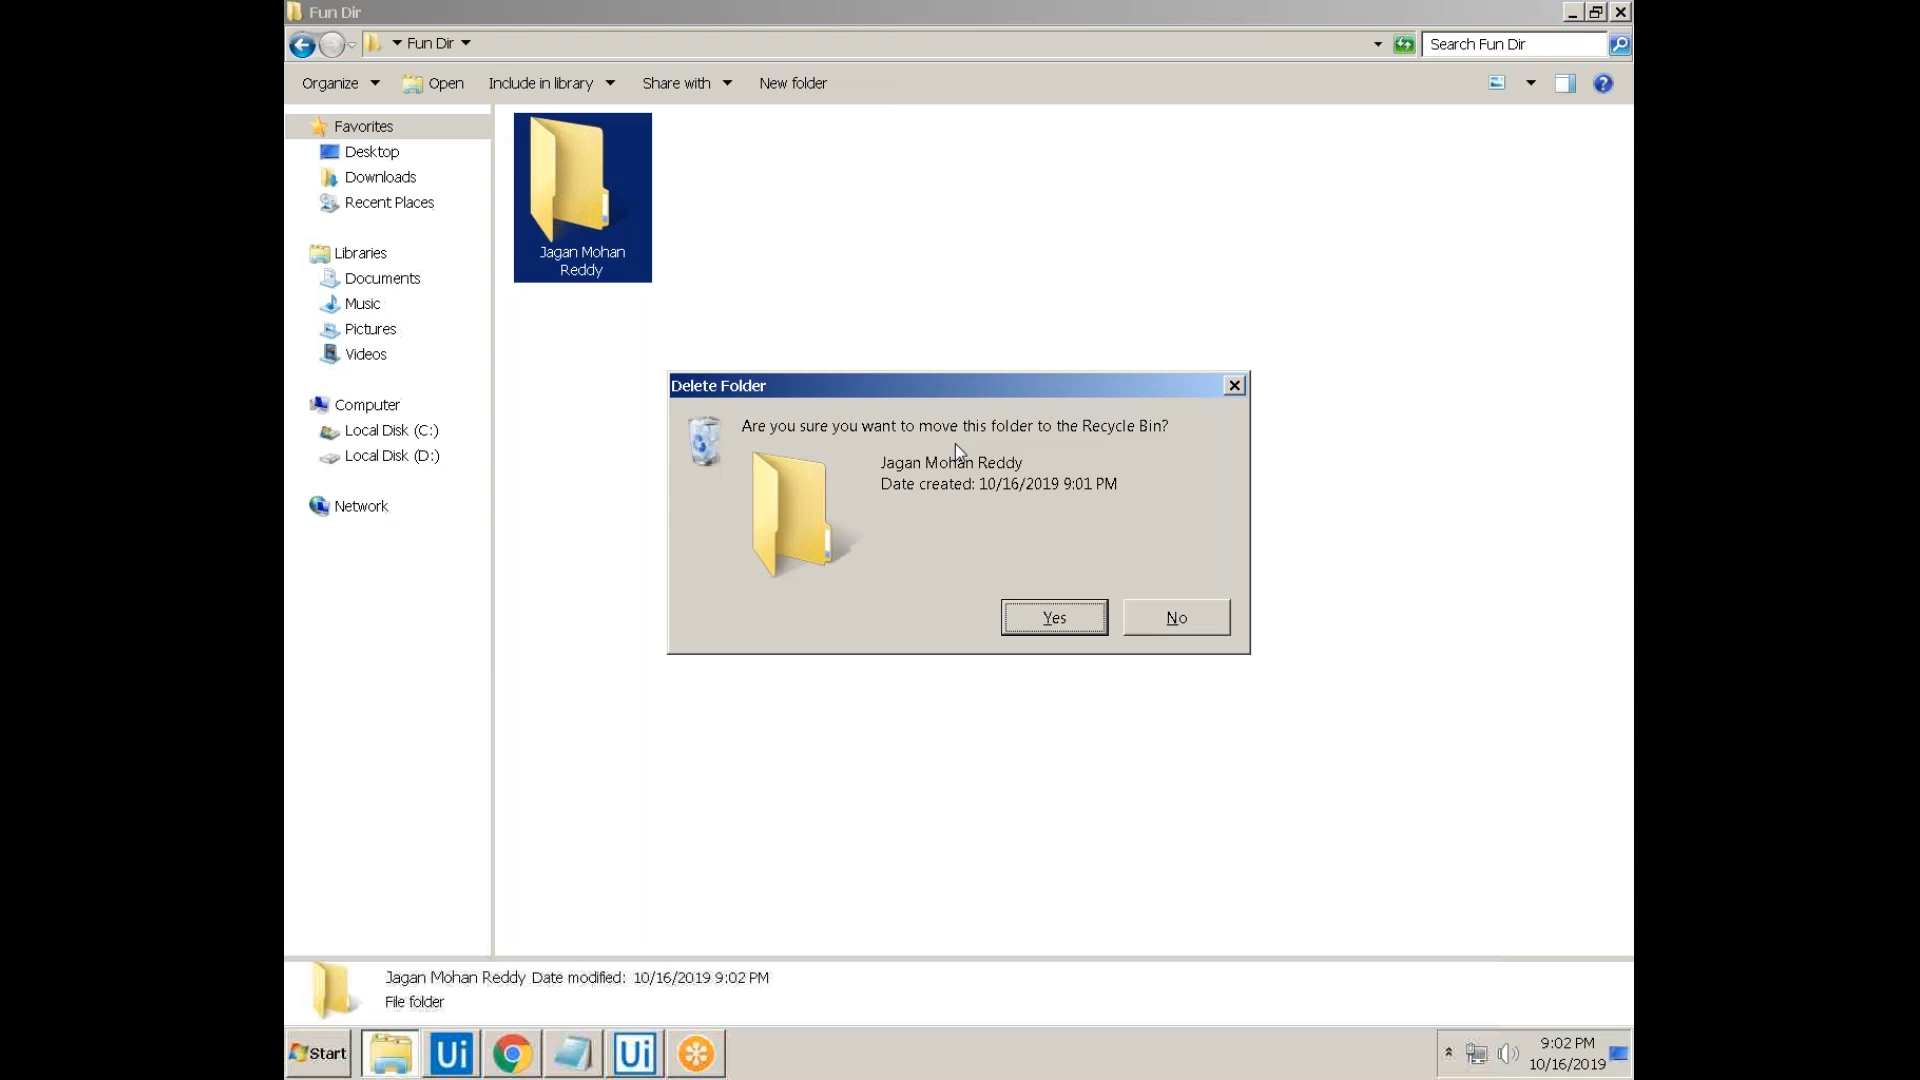 Fun Dir
Fun Dir
Search Fun Dir
Organize Open Include in library Share with New folder
Favorites
Desktop
Downloads
Recent Places
Libraries
Documents
Music
Pictures
Videos
Computer
Local Disk (C:)
Local Disk (D:)
Network
Jagan Mohan
Reddy
Delete Folder
Are you sure you want to move this folder to the Recycle Bin?
Jagan Mohan Reddy
Date created: 10/16/2019 9:01 PM
Yes No
Jagan Mohan Reddy Date modified: 10/16/2019 9:02 PM
File folder
Start
Ui
Ui
9:02 PM
10/16/2019